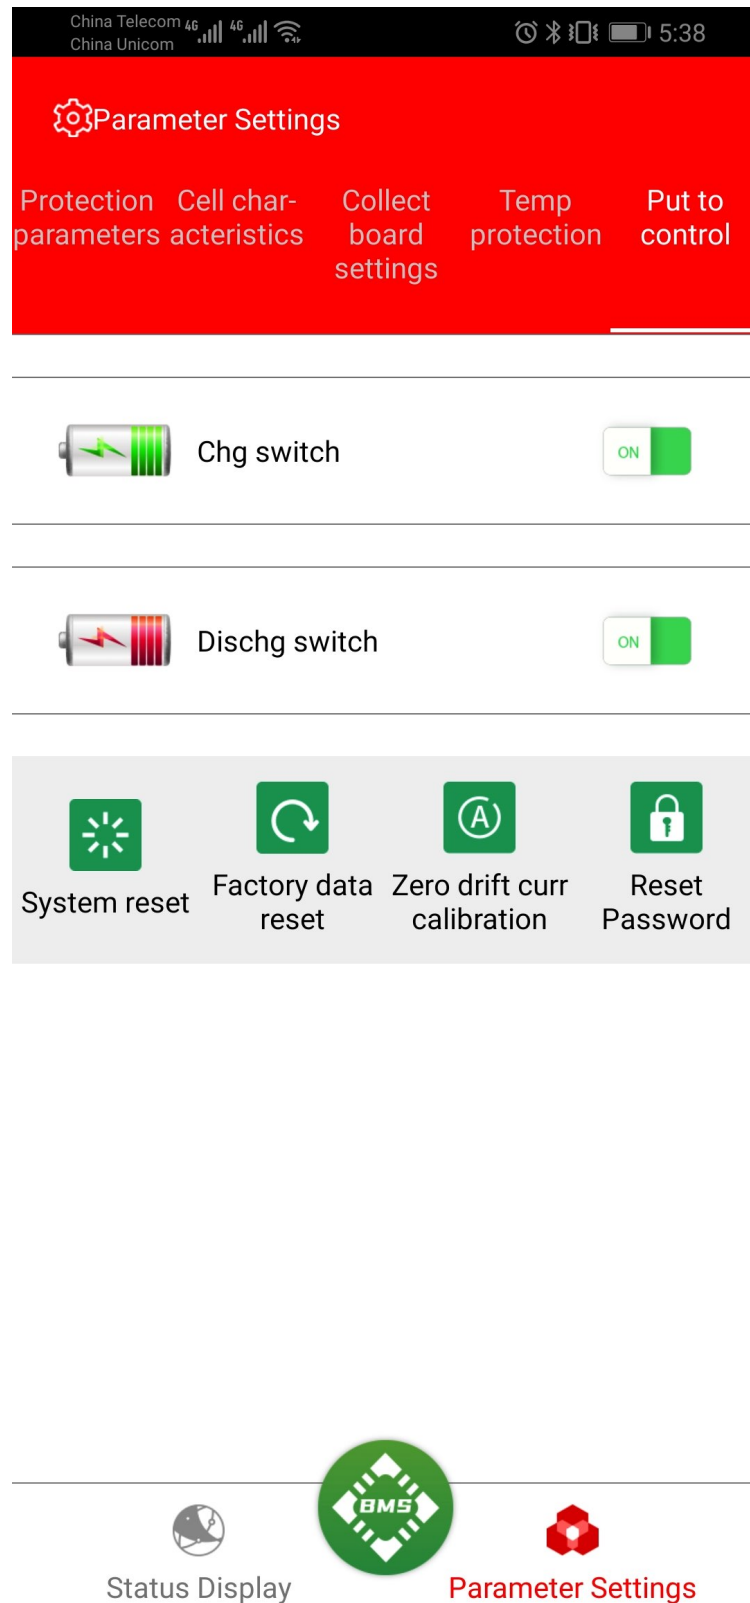 China Telecom 4G 4G 5:38
China Unicom
Parameter Settings
Protection parameters
Cell char-
acteristics
Collect
board
settings
Temp
protection
Put to
control
Chg switch ON
Dischg switch ON
System reset
Factory data
reset
Zero drift curr
calibration
Reset
Password
BMS
Status Display
Parameter Settings